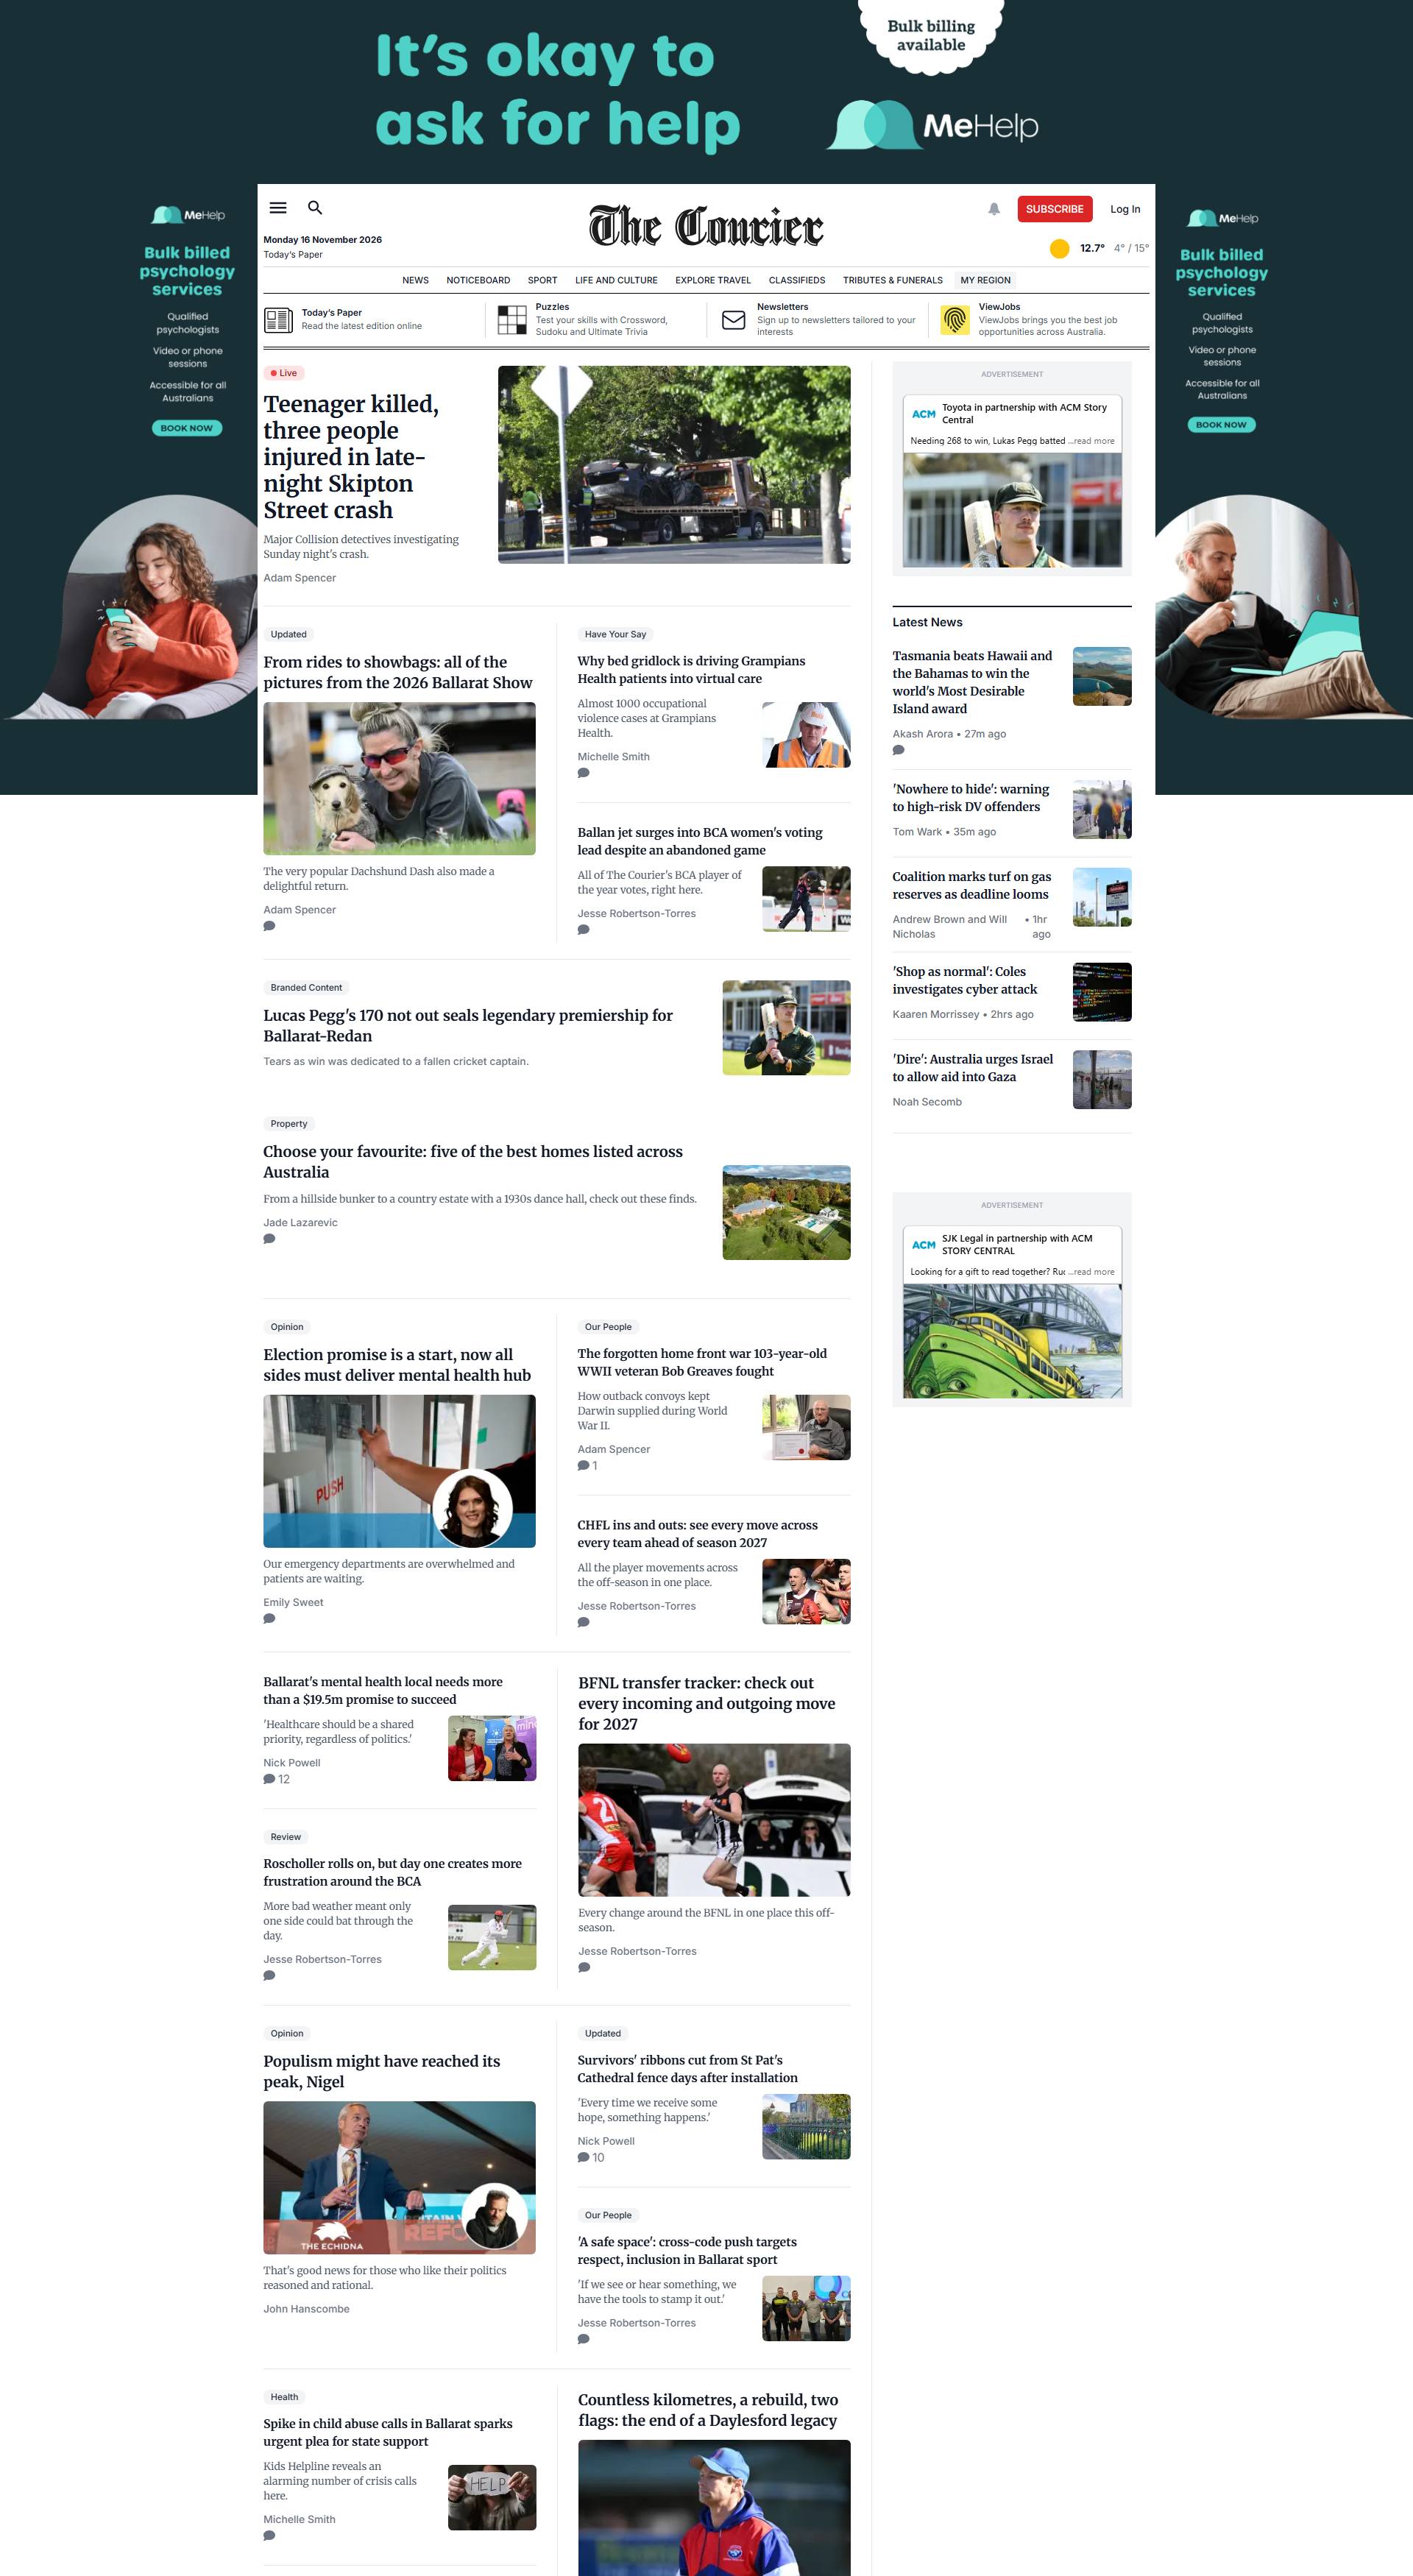 It's okay to
ask for help
Bulk billing
available
MeHelp
MeHelp
Bulk billed
psychology
services
Qualified
psychologists
Video or phone
sessions
Accessible for all
Australians
BOOK NOW
MeHelp
Bulk billed
psychology
services
Qualified
psychologists
Video or phone
sessions
Accessible for all
Australians
BOOK NOW
The Courier
SUBSCRIBE
Log In
Monday 16 November 2026
Today's Paper
12.7° 4° / 15°
NEWS NOTICEBOARD SPORT LIFE AND CULTURE EXPLORE TRAVEL CLASSIFIEDS TRIBUTES & FUNERALS MY REGION
Today's Paper
Read the latest edition online
Puzzles
Test your skills with Crossword,
Sudoku and Ultimate Trivia
Newsletters
Sign up to newsletters tailored to your
interests
ViewJobs
ViewJobs brings you the best job
opportunities across Australia.
Live
Teenager killed,
three people
injured in late-
night Skipton
Street crash
Major Collision detectives investigating
Sunday night's crash.
Adam Spencer
Updated
From rides to showbags: all of the
pictures from the 2026 Ballarat Show
The very popular Dachshund Dash also made a
delightful return.
Adam Spencer
Have Your Say
Why bed gridlock is driving Grampians
Health patients into virtual care
Almost 1000 occupational
violence cases at Grampians
Health.
Michelle Smith
Ballan jet surges into BCA women's voting
lead despite an abandoned game
All of The Courier's BCA player of
the year votes, right here.
Jesse Robertson-Torres
Branded Content
Lucas Pegg's 170 not out seals legendary premiership for
Ballarat-Redan
Tears as win was dedicated to a fallen cricket captain.
Property
Choose your favourite: five of the best homes listed across
Australia
From a hillside bunker to a country estate with a 1930s dance hall, check out these finds.
Jade Lazarevic
Opinion
Election promise is a start, now all
sides must deliver mental health hub
PUSH
Our emergency departments are overwhelmed and
patients are waiting.
Emily Sweet
Our People
The forgotten home front war 103-year-old
WWII veteran Bob Greaves fought
How outback convoys kept
Darwin supplied during World
War II.
Adam Spencer
1
CHFL ins and outs: see every move across
every team ahead of season 2027
All the player movements across
the off-season in one place.
Jesse Robertson-Torres
Ballarat's mental health local needs more
than a $19.5m promise to succeed
'Healthcare should be a shared
priority, regardless of politics.'
Nick Powell
12
Review
Roscholler rolls on, but day one creates more
frustration around the BCA
More bad weather meant only
one side could bat through the
day.
Jesse Robertson-Torres
BFNL transfer tracker: check out
every incoming and outgoing move
for 2027
Every change around the BFNL in one place this off-
season.
Jesse Robertson-Torres
Opinion
Populism might have reached its
peak, Nigel
THE ECHIDNA
That's good news for those who like their politics
reasoned and rational.
John Hanscombe
Updated
Survivors' ribbons cut from St Pat's
Cathedral fence days after installation
'Every time we receive some
hope, something happens.'
Nick Powell
10
Our People
'A safe space': cross-code push targets
respect, inclusion in Ballarat sport
'If we see or hear something, we
have the tools to stamp it out.'
Jesse Robertson-Torres
Health
Spike in child abuse calls in Ballarat sparks
urgent plea for state support
Kids Helpline reveals an
alarming number of crisis calls
here.
HELP
Michelle Smith
Countless kilometres, a rebuild, two
flags: the end of a Daylesford legacy
ADVERTISEMENT
ACM
Toyota in partnership with ACM Story
Central
Needing 268 to win, Lukas Pegg batted ...read more
Latest News
Tasmania beats Hawaii and
the Bahamas to win the
world's Most Desirable
Island award
Akash Arora • 27m ago
'Nowhere to hide': warning
to high-risk DV offenders
Tom Wark • 35m ago
Coalition marks turf on gas
reserves as deadline looms
Andrew Brown and Will
Nicholas
• 1hr
ago
'Shop as normal': Coles
investigates cyber attack
Kaaren Morrissey • 2hrs ago
'Dire': Australia urges Israel
to allow aid into Gaza
Noah Secomb
ADVERTISEMENT
ACM
SJK Legal in partnership with ACM
STORY CENTRAL
Looking for a gift to read together? ...read more